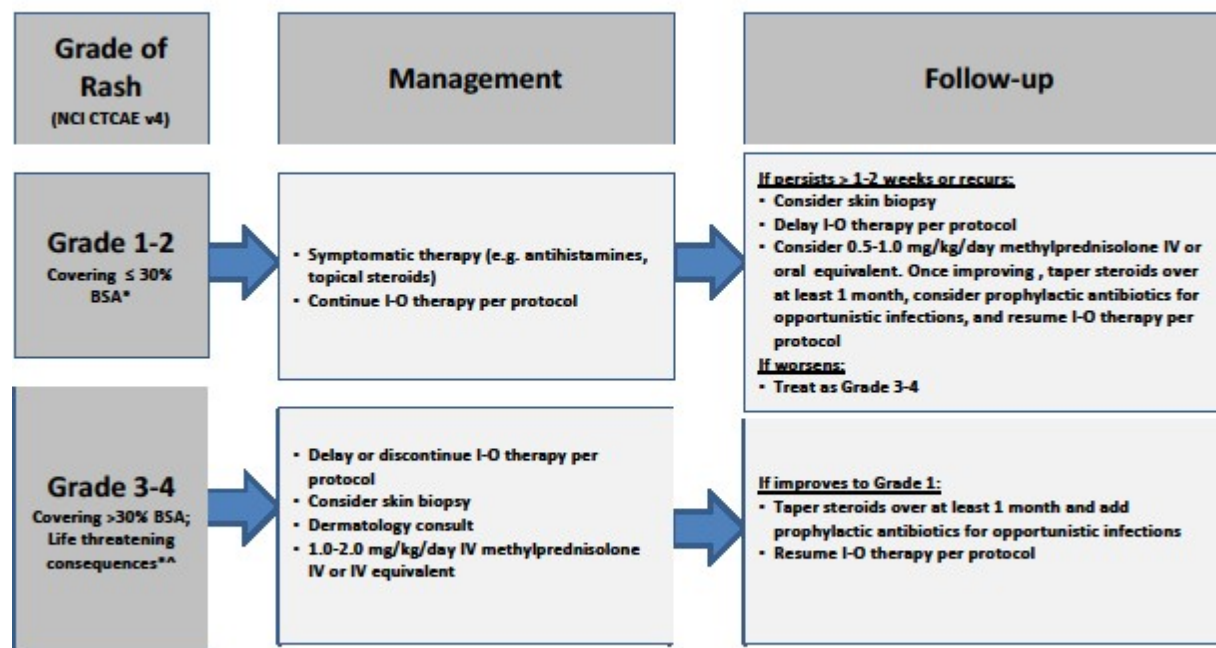 Grade of
Rash
(NCI CTCAE v4)
Management
Follow-up
Grade 1-2
Covering ≤ 30%
BSA*
• Symptomatic therapy (e.g. antihistamines,
topical steroids)
• Continue I-O therapy per protocol
If persists > 1-2 weeks or recurs:
• Consider skin biopsy
• Delay I-O therapy per protocol
• Consider 0.5-1.0 mg/kg/day methylprednisolone IV or
oral equivalent. Once improving , taper steroids over
at least 1 month, consider prophylactic antibiotics for
opportunistic infections, and resume I-O therapy per
protocol
If worsens:
• Treat as Grade 3-4
Grade 3-4
Covering >30% BSA;
Life threatening
consequences*^
• Delay or discontinue I-O therapy per
protocol
• Consider skin biopsy
• Dermatology consult
• 1.0-2.0 mg/kg/day IV methylprednisolone
IV or IV equivalent
If improves to Grade 1:
• Taper steroids over at least 1 month and add
prophylactic antibiotics for opportunistic infections
• Resume I-O therapy per protocol